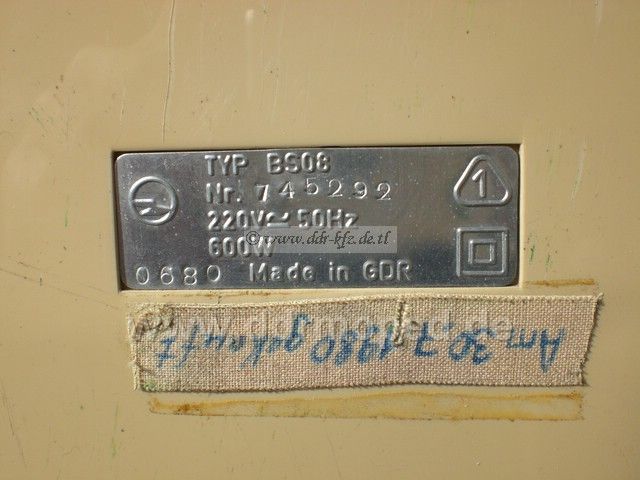 TYP BS08
Nr. 745292
220V~ 50Hz
600W
©www.ddr-kfz.de.tl
0680 Made in GDR
1
Am 30.7.1980 gekauft